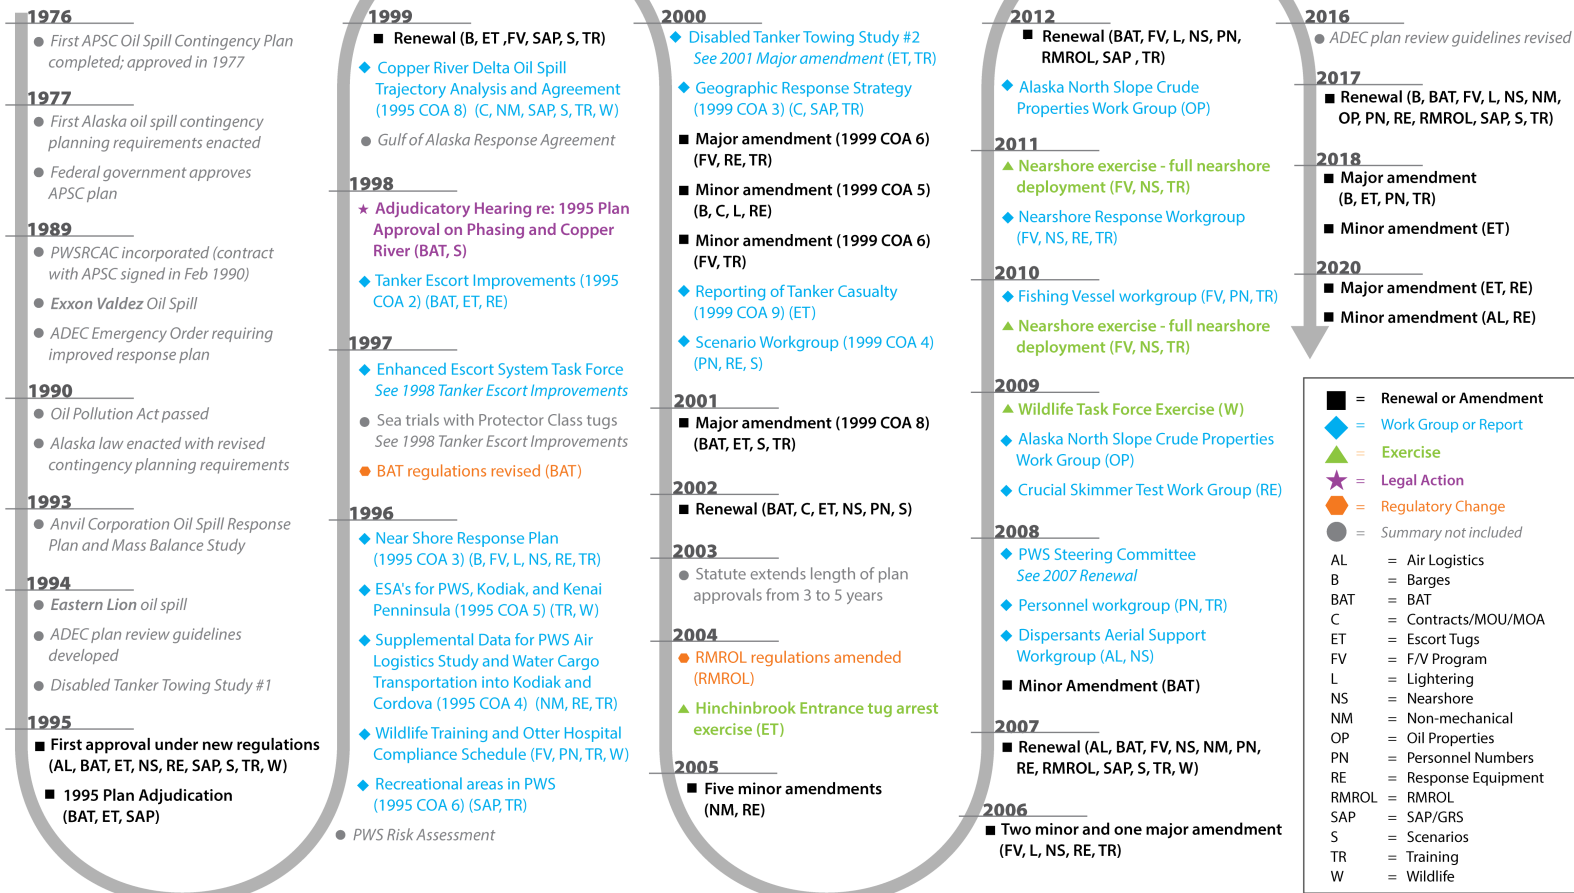 1976
First APSC Oil Spill Contingency Plan
completed; approved in 1977
1977
First Alaska oil spill contingency
planning requirements enacted
Federal government approves
APSC plan
1989
PWSRCAC incorporated (contract
with APSC signed in Feb 1990)
Exxon Valdez Oil Spill
ADEC Emergency Order requiring
improved response plan
1990
Oil Pollution Act passed
Alaska law enacted with revised
contingency planning requirements
1993
Anvil Corporation Oil Spill Response
Plan and Mass Balance Study
1994
Eastern Lion oil spill
ADEC plan review guidelines
developed
Disabled Tanker Towing Study #1
1995
First approval under new regulations
(AL, BAT, ET, NS, RE, SAP, S, TR, W)
1995 Plan Adjudication
(BAT, ET, SAP)
1999
Renewal (B, ET ,FV, SAP, S, TR)
Copper River Delta Oil Spill
Trajectory Analysis and Agreement
(1995 COA 8) (C, NM, SAP, S, TR, W)
Gulf of Alaska Response Agreement
1998
Adjudicatory Hearing re: 1995 Plan
Approval on Phasing and Copper
River (BAT, S)
Tanker Escort Improvements (1995
COA 2) (BAT, ET, RE)
1997
Enhanced Escort System Task Force
See 1998 Tanker Escort Improvements
Sea trials with Protector Class tugs
See 1998 Tanker Escort Improvements
BAT regulations revised (BAT)
1996
Near Shore Response Plan
(1995 COA 3) (B, FV, L, NS, RE, TR)
ESA's for PWS, Kodiak, and Kenai
Penninsula (1995 COA 5) (TR, W)
Supplemental Data for PWS Air
Logistics Study and Water Cargo
Transportation into Kodiak and
Cordova (1995 COA 4) (NM, RE, TR)
Wildlife Training and Otter Hospital
Compliance Schedule (FV, PN, TR, W)
Recreational areas in PWS
(1995 COA 6) (SAP, TR)
PWS Risk Assessment
2000
Disabled Tanker Towing Study #2
See 2001 Major amendment (ET, TR)
Geographic Response Strategy
(1999 COA 3) (C, SAP, TR)
Major amendment (1999 COA 6)
(FV, RE, TR)
Minor amendment (1999 COA 5)
(B, C, L, RE)
Minor amendment (1999 COA 6)
(FV, TR)
Reporting of Tanker Casualty
(1999 COA 9) (ET)
Scenario Workgroup (1999 COA 4)
(PN, RE, S)
2001
Major amendment (1999 COA 8)
(BAT, ET, S, TR)
2002
Renewal (BAT, C, ET, NS, PN, S)
2003
Statute extends length of plan
approvals from 3 to 5 years
2004
RMROL regulations amended
(RMROL)
Hinchinbrook Entrance tug arrest
exercise (ET)
2005
Five minor amendments
(NM, RE)
2012
Renewal (BAT, FV, L, NS, PN,
RMROL, SAP , TR)
Alaska North Slope Crude
Properties Work Group (OP)
2011
Nearshore exercise - full nearshore
deployment (FV, NS, TR)
Nearshore Response Workgroup
(FV, NS, RE, TR)
2010
Fishing Vessel workgroup (FV, PN, TR)
Nearshore exercise - full nearshore
deployment (FV, NS, TR)
2009
Wildlife Task Force Exercise (W)
Alaska North Slope Crude Properties
Work Group (OP)
Crucial Skimmer Test Work Group (RE)
2008
PWS Steering Committee
See 2007 Renewal
Personnel workgroup (PN, TR)
Dispersants Aerial Support
Workgroup (AL, NS)
Minor Amendment (BAT)
2007
Renewal (AL, BAT, FV, NS, NM, PN,
RE, RMROL, SAP, S, TR, W)
2006
Two minor and one major amendment
(FV, L, NS, RE, TR)
2016
ADEC plan review guidelines revised
2017
Renewal (B, BAT, FV, L, NS, NM,
OP, PN, RE, RMROL, SAP, S, TR)
2018
Major amendment
(B, ET, PN, TR)
Minor amendment (ET)
2020
Major amendment (ET, RE)
Minor amendment (AL, RE)
= Renewal or Amendment
= Work Group or Report
= Exercise
= Legal Action
= Regulatory Change
= Summary not included
AL = Air Logistics
B = Barges
BAT = BAT
C = Contracts/MOU/MOA
ET = Escort Tugs
FV = F/V Program
L = Lightering
NS = Nearshore
NM = Non-mechanical
OP = Oil Properties
PN = Personnel Numbers
RE = Response Equipment
RMROL = RMROL
SAP = SAP/GRS
S = Scenarios
TR = Training
W = Wildlife